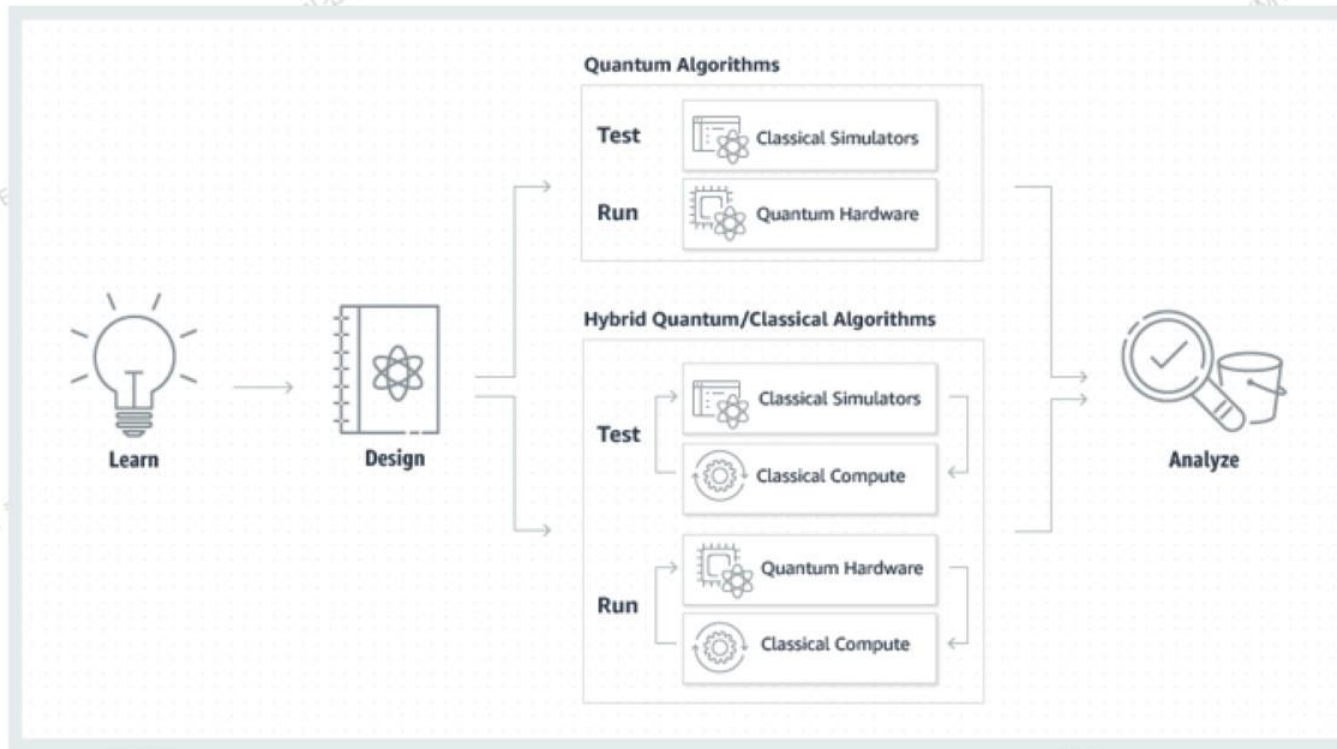 Quantum Algorithms
Test
Classical Simulators
Run
Quantum Hardware
Learn
Design
Hybrid Quantum/Classical Algorithms
Test
Classical Simulators
Classical Compute
Run
Quantum Hardware
Classical Compute
Analyze